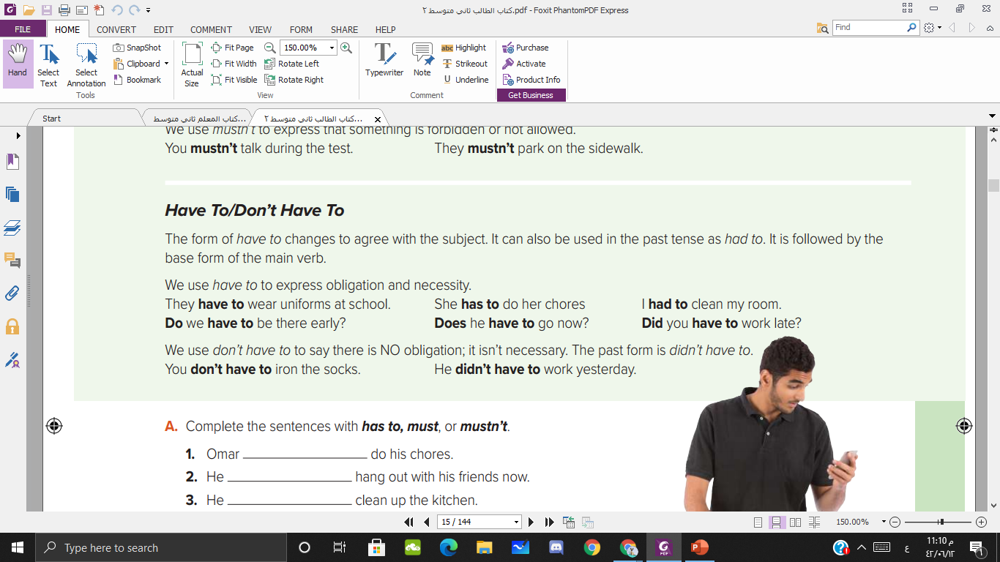 كتاب الطالب ثاني متوسط ٢.pdf - Foxit PhantomPDF Express
FILE HOME CONVERT EDIT COMMENT VIEW FORM SHARE HELP
Find
Hand
Select Text
Select Annotation
SnapShot
Clipboard
Bookmark
Tools
Actual Size
Fit Page
Fit Width
Fit Visible
150.00%
Rotate Left
Rotate Right
View
Typewriter
Note
Highlight
Strikeout
Underline
Comment
Purchase
Activate
Product Info
Get Business
Start
كتاب المعلم ثاني متوسط...
كتاب الطالب ثاني متوسط ٢...
We use mustn't to express that something is forbidden or not allowed.
You mustn't talk during the test. They mustn't park on the sidewalk.
Have To/Don't Have To
The form of have to changes to agree with the subject. It can also be used in the past tense as had to. It is followed by the
base form of the main verb.
We use have to to express obligation and necessity.
They have to wear uniforms at school. She has to do her chores I had to clean my room.
Do we have to be there early? Does he have to go now? Did you have to work late?
We use don't have to to say there is NO obligation; it isn't necessary. The past form is didn't have to.
You don't have to iron the socks. He didn't have to work yesterday.
A. Complete the sentences with has to, must, or mustn't.
1. Omar ________________ do his chores.
2. He ________________ hang out with his friends now.
3. He ________________ clean up the kitchen.
15 / 144
150.00%
Type here to search
ع
11:10 م
٤٢/٠٦/١٢
1